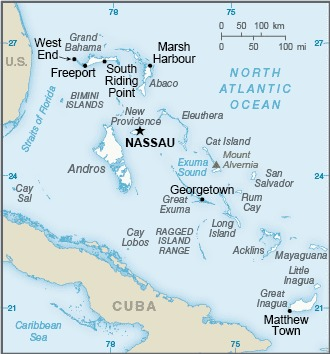 78
75
0 50 100 km
0 50 100 mi
27
27
West
End
Grand
Bahama
Marsh
Harbour
U.S.
Freeport
South
Riding
Point
Abaco
NORTH
ATLANTIC
OCEAN
Straits of Florida
BIMINI
ISLANDS
New
Providence
Eleuthera
NASSAU
Cat Island
Exuma
Sound
Mount
Alvernia
Andros
24
24
San
Salvador
Cay
Sal
Georgetown
Great
Exuma
Rum
Cay
Long
Island
Cay
Lobos
RAGGED
ISLAND
RANGE
Acklins
Mayaguana
Little
Inagua
Great
Inagua
21
21
CUBA
Matthew
Town
Caribbean
Sea
78
75